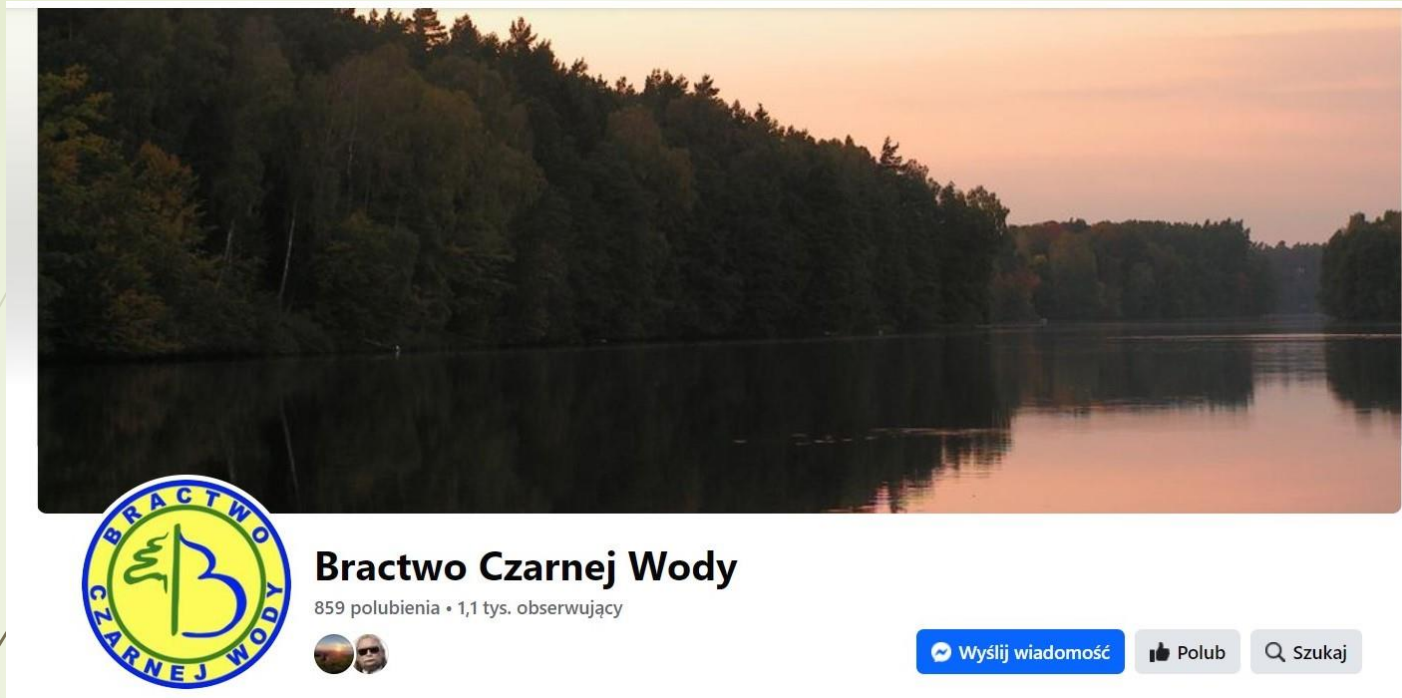 BRACTWO
CZARNEJ WODY
B
Bractwo Czarnej Wody
859 polubienia • 1,1 tys. obserwujący
Wyślij wiadomość
Polub
Szukaj